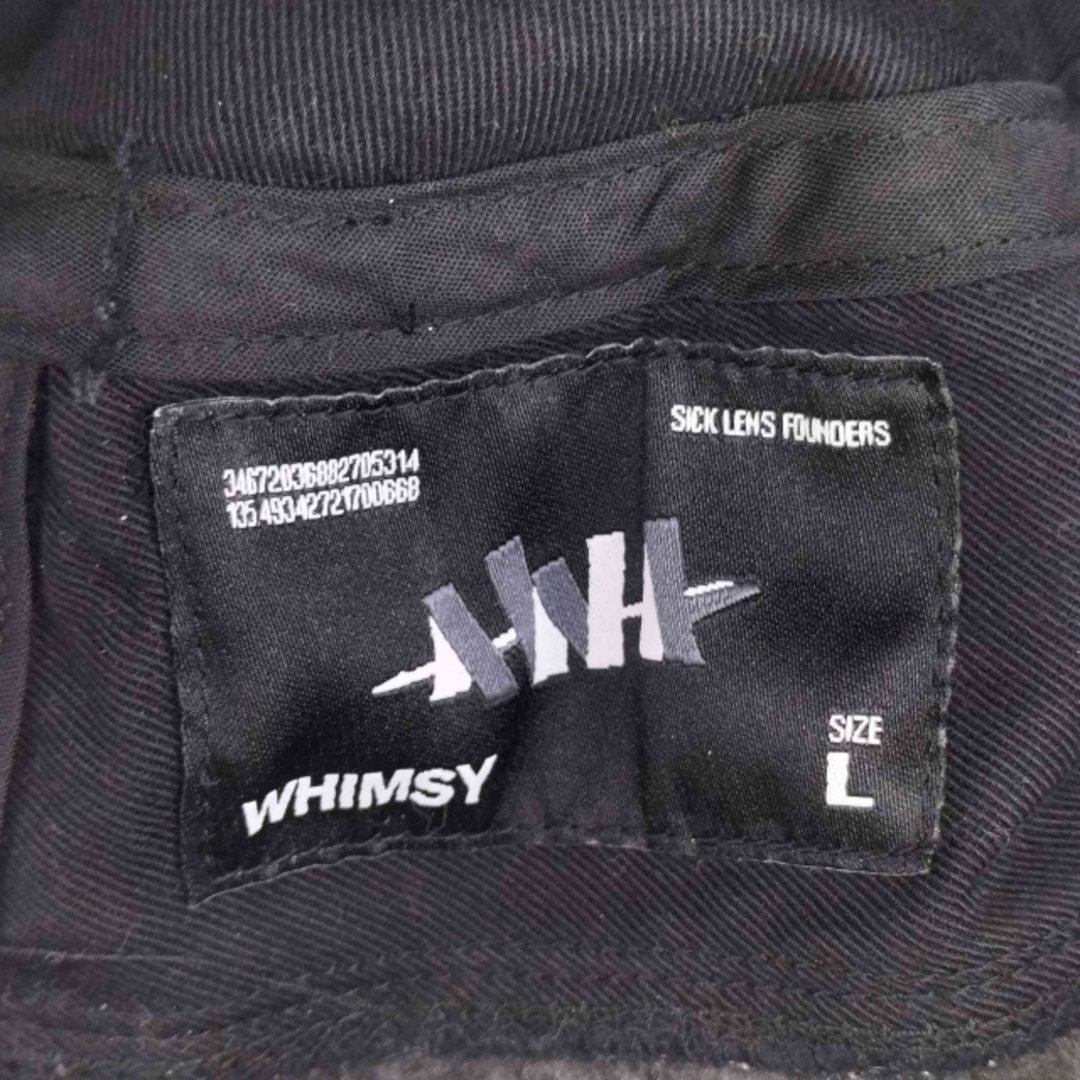 SICK LENS FOUNDERS
34672036882705314
135.49342721700668
WHIMSY
SIZE
L